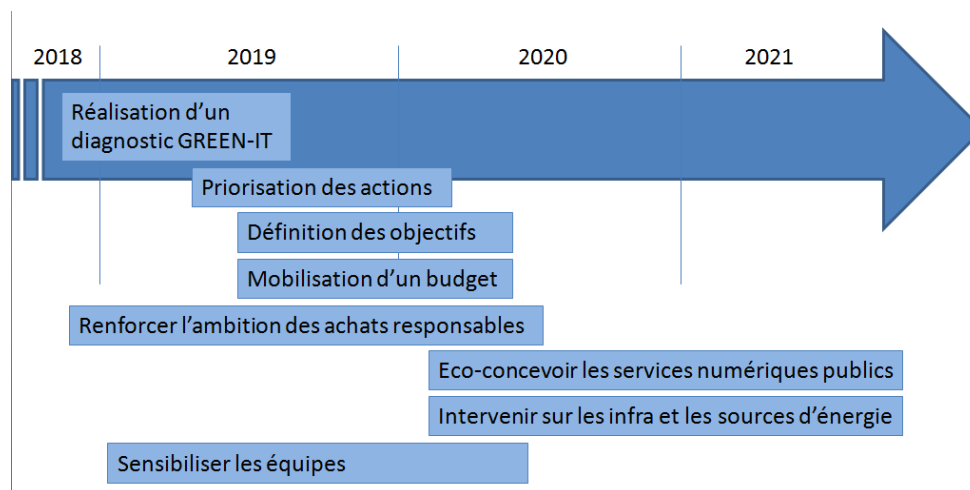 2018 2019 2020 2021
Réalisation d’un
diagnostic GREEN-IT
Priorisation des actions
Définition des objectifs
Mobilisation d’un budget
Renforcer l’ambition des achats responsables
Eco-concevoir les services numériques publics
Intervenir sur les infra et les sources d’énergie
Sensibiliser les équipes